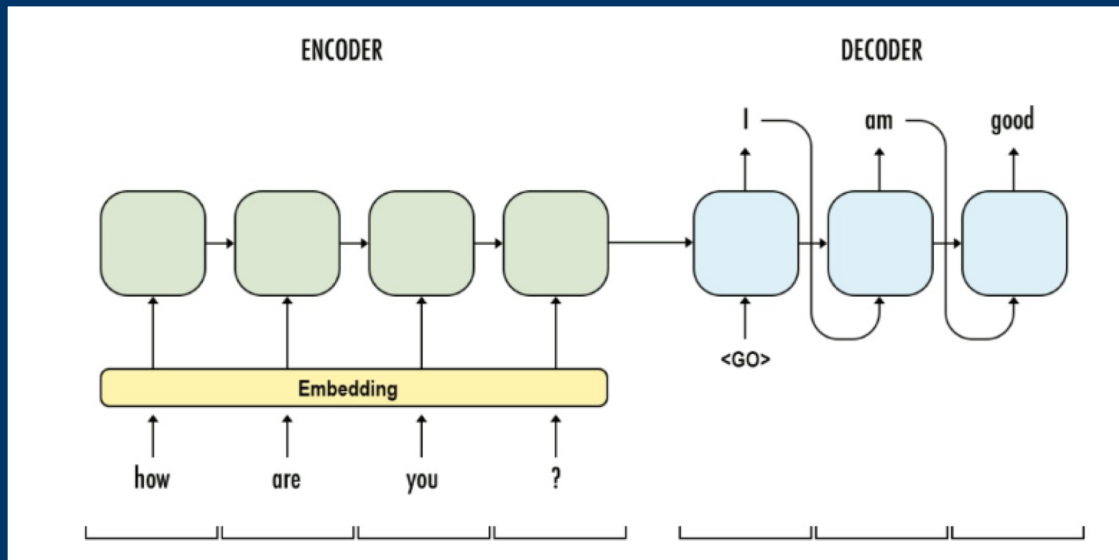 ENCODER
DECODER
I am good
<GO>
Embedding
how are you ?